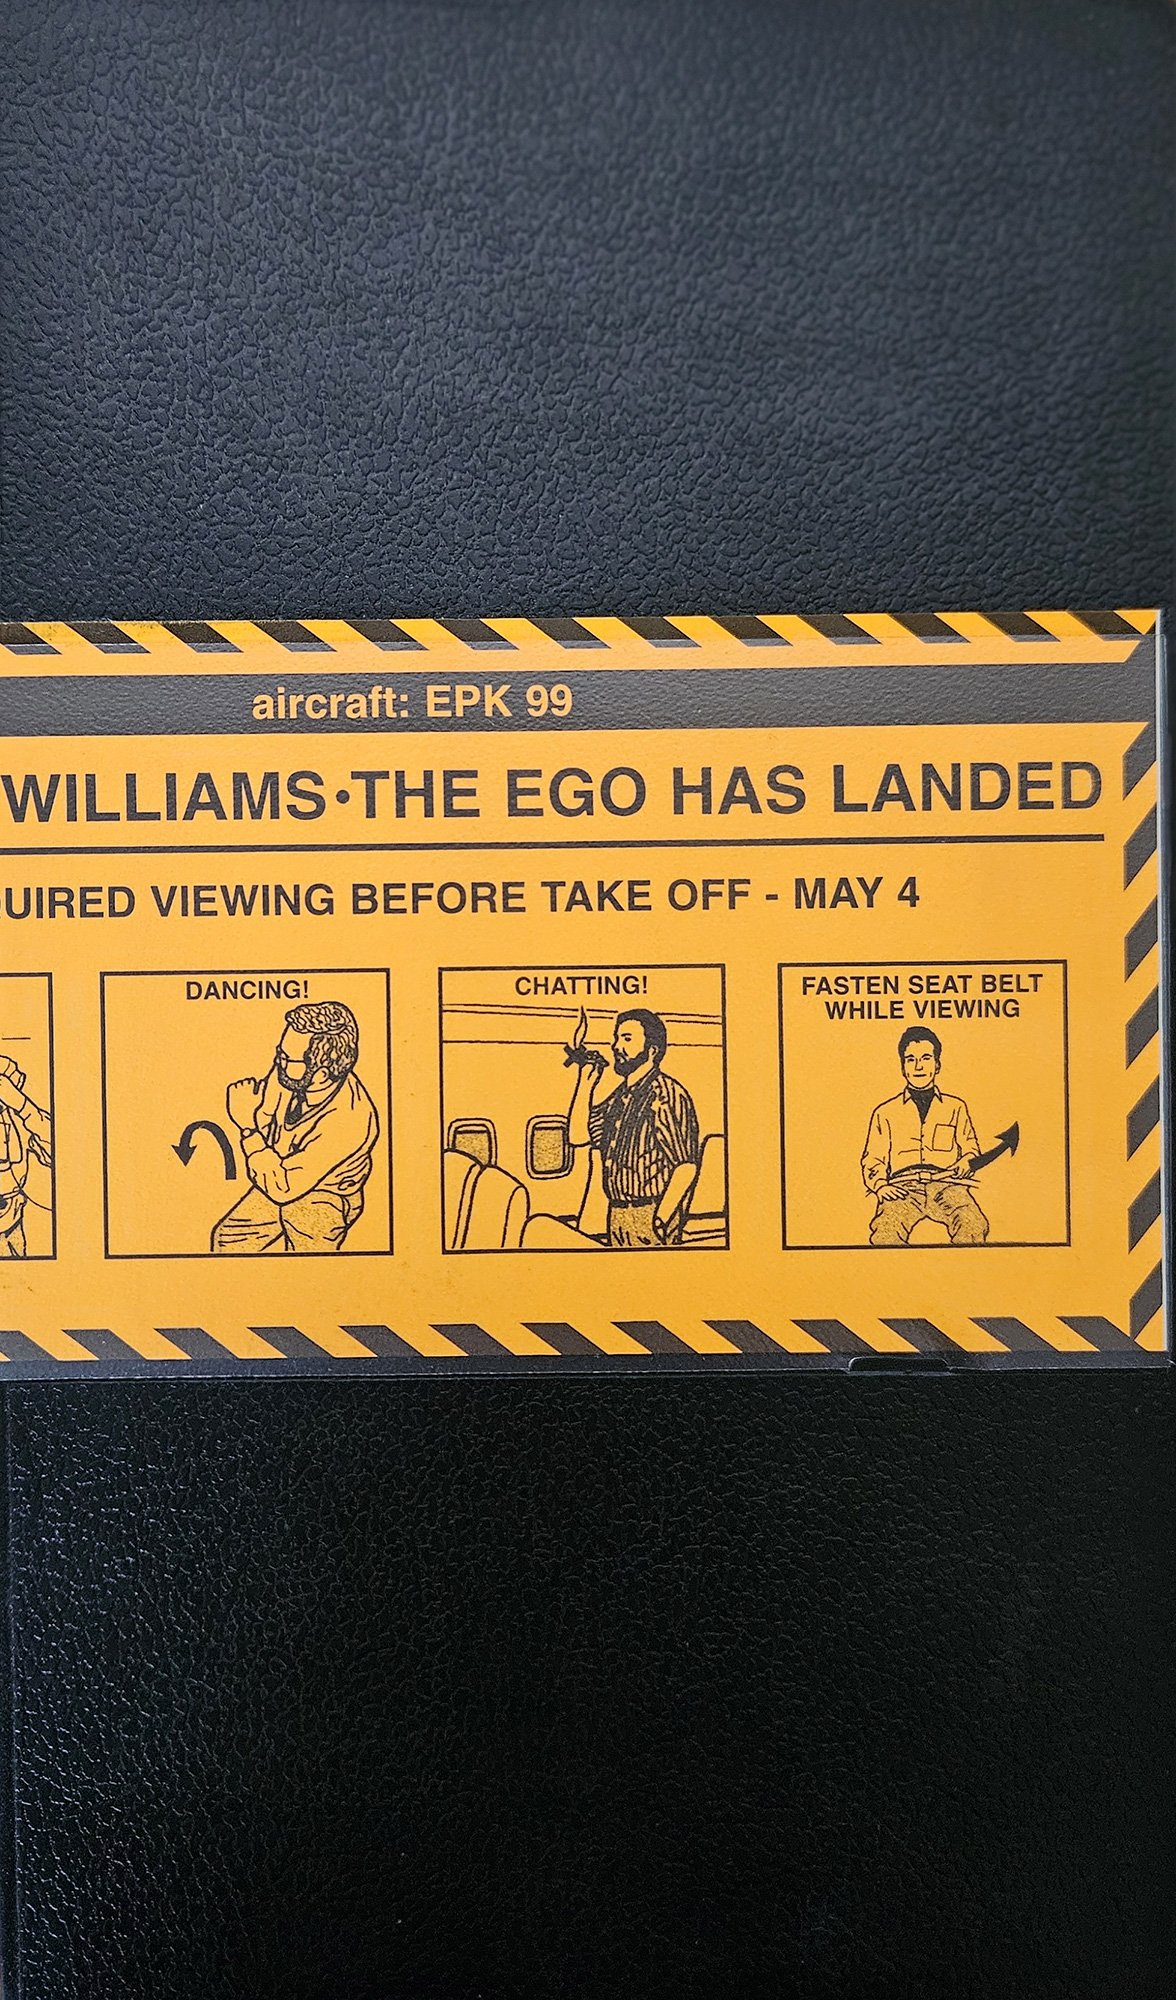 aircraft: EPK 99
WILLIAMS·THE EGO HAS LANDED
UIRED VIEWING BEFORE TAKE OFF - MAY 4
DANCING!
CHATTING!
FASTEN SEAT BELT
WHILE VIEWING